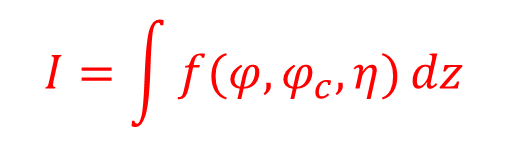 I = ∫ f(φ, φ_c, η) dz